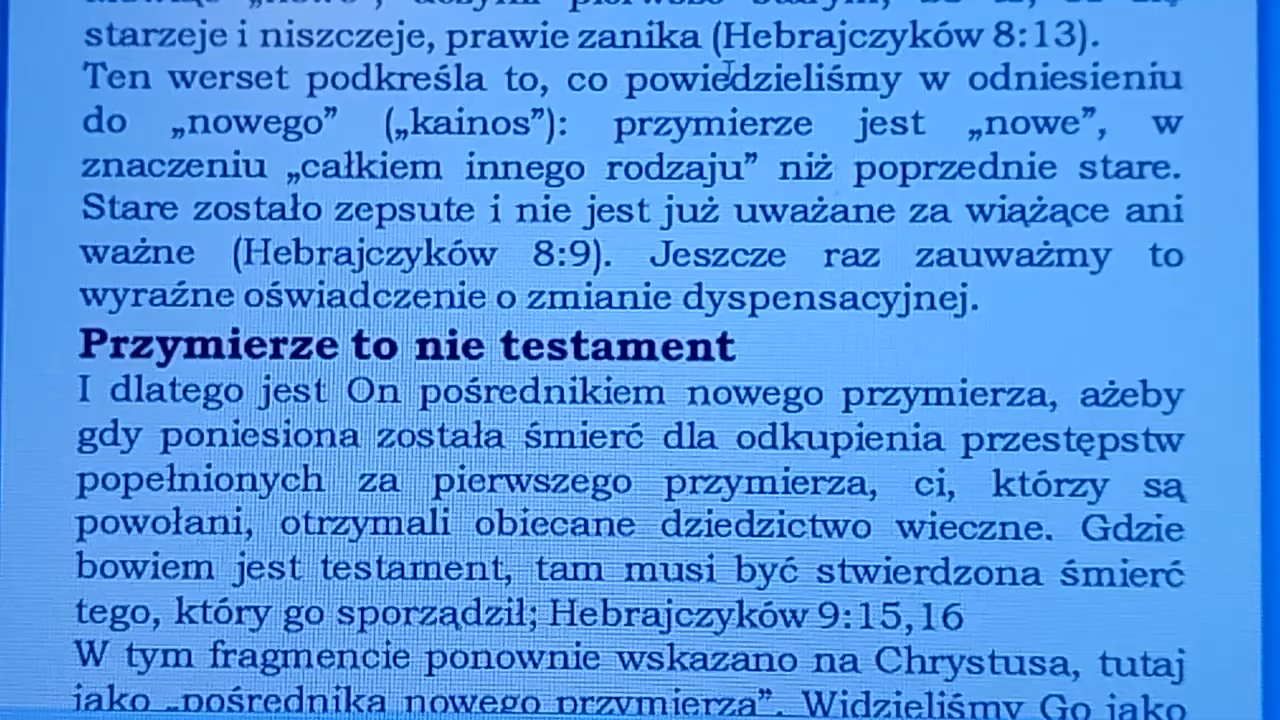 starzeje i niszczeje, prawie zanika (Hebrajczyków 8:13).
Ten werset podkreśla to, co powiedzieliśmy w odniesieniu
do „nowego” („kainos”): przymierze jest „nowe”, w
znaczeniu „całkiem innego rodzaju” niż poprzednie stare.
Stare zostało zepsute i nie jest już uważane za wiążące ani
ważne (Hebrajczyków 8:9). Jeszcze raz zauważmy to
wyraźne oświadczenie o zmianie dyspensacyjnej.
Przymierze to nie testament
I dlatego jest On pośrednikiem nowego przymierza, ażeby
gdy poniesiona została śmierć dla odkupienia przestępstw
popełnionych za pierwszego przymierza, ci, którzy są
powołani, otrzymali obiecane dziedzictwo wieczne. Gdzie
bowiem jest testament, tam musi być stwierdzona śmierć
tego, który go sporządził; Hebrajczyków 9:15,16
W tym fragmencie ponownie wskazano na Chrystusa, tutaj
jako „pośrednika nowego przymierza”. Widzieliśmy Go jako